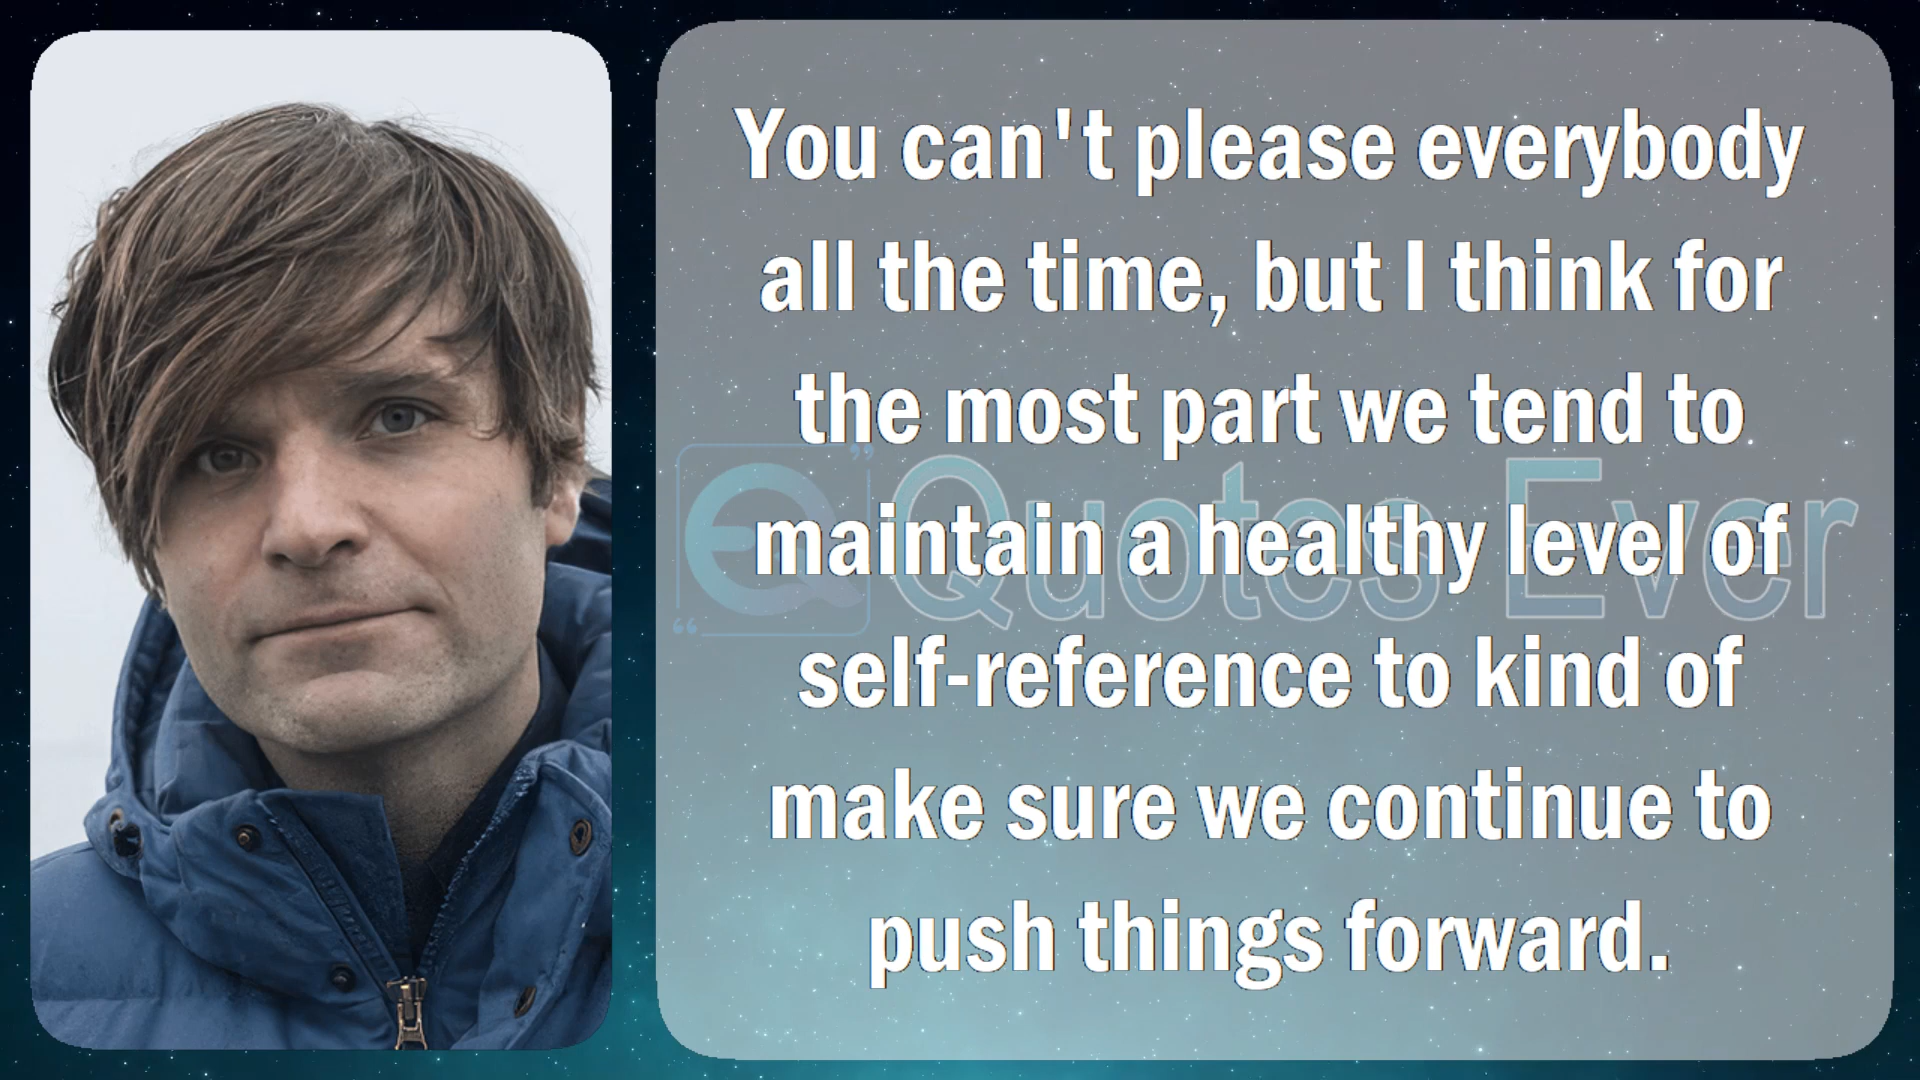 You can't please everybody
all the time, but I think for
the most part we tend to
maintain a healthy level of
self-reference to kind of
make sure we continue to
push things forward.
Quotes Ever